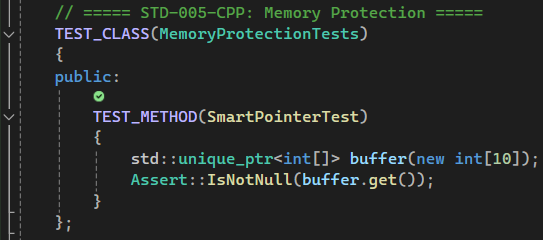 // ===== STD-005-CPP: Memory Protection =====
TEST_CLASS(MemoryProtectionTests)
{
public:
TEST_METHOD(SmartPointerTest)
{
std::unique_ptr<int[]> buffer(new int[10]);
Assert::IsNotNull(buffer.get());
}
};